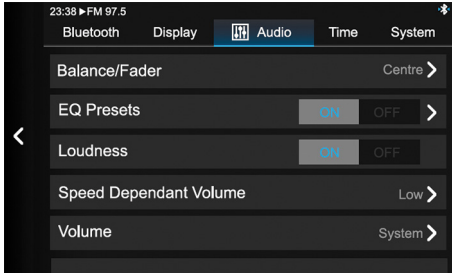 23:38 ▶ FM 97.5
Bluetooth Display Audio Time System
Balance/Fader Centre
EQ Presets ON OFF
Loudness ON OFF
Speed Dependant Volume Low
Volume System